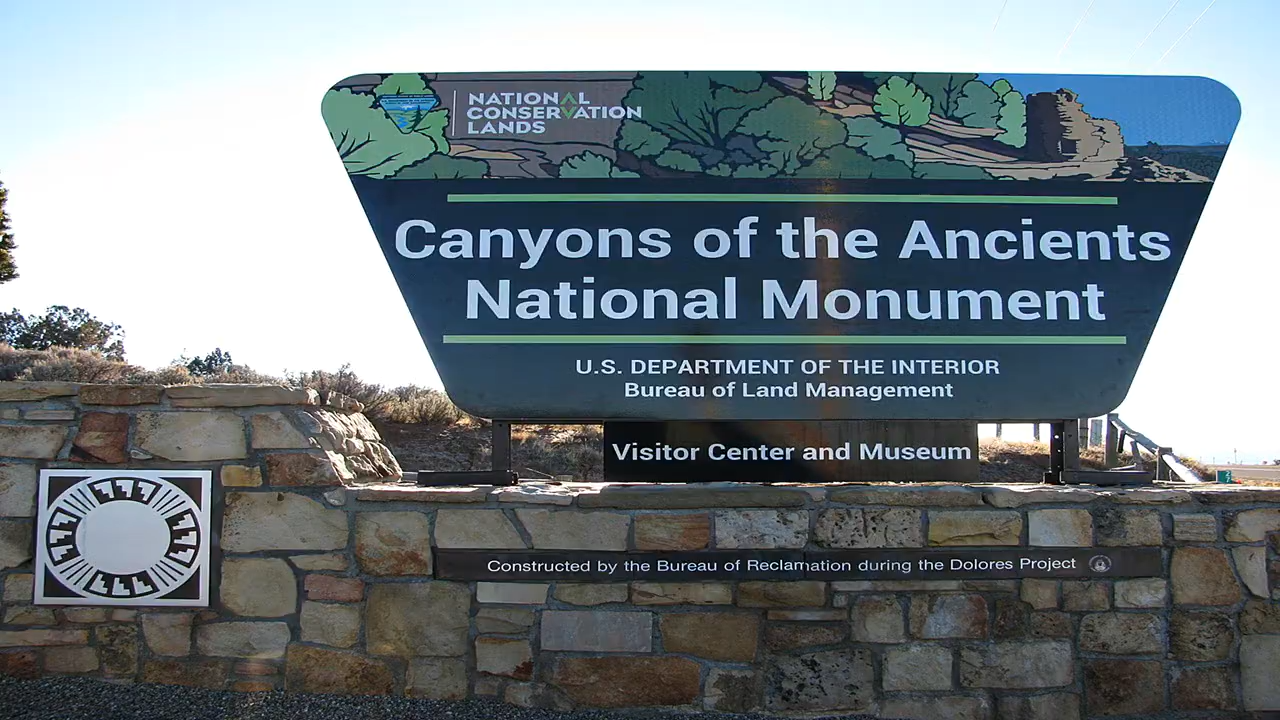 NATIONAL
CONSERVATION
LANDS
Canyons of the Ancients
National Monument
U.S. DEPARTMENT OF THE INTERIOR
Bureau of Land Management
Visitor Center and Museum
Constructed by the Bureau of Reclamation during the Dolores Project